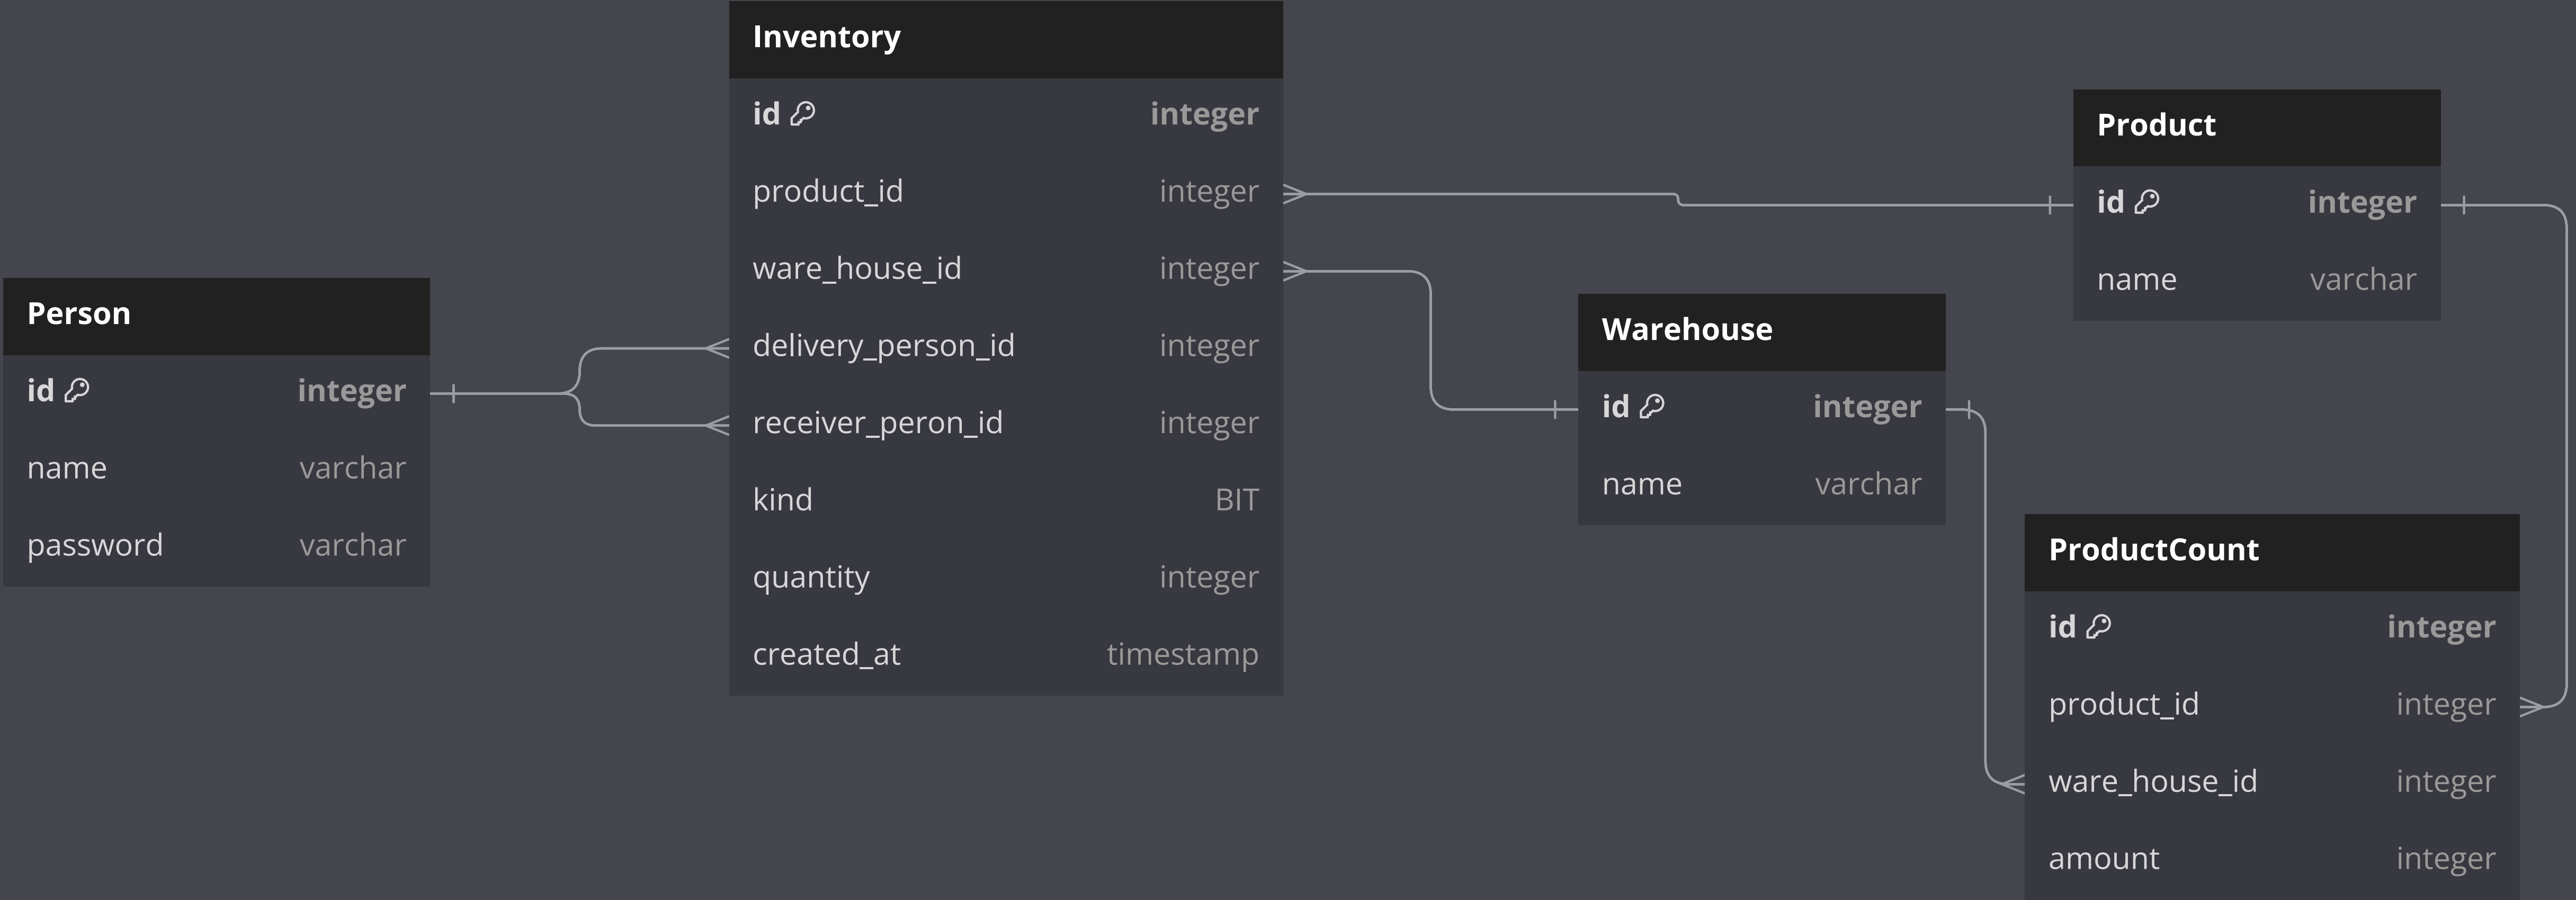 Person
id integer
name varchar
password varchar
Inventory
id integer
product_id integer
ware_house_id integer
delivery_person_id integer
receiver_peron_id integer
kind BIT
quantity integer
created_at timestamp
Warehouse
id integer
name varchar
Product
id integer
name varchar
ProductCount
id integer
product_id integer
ware_house_id integer
amount integer